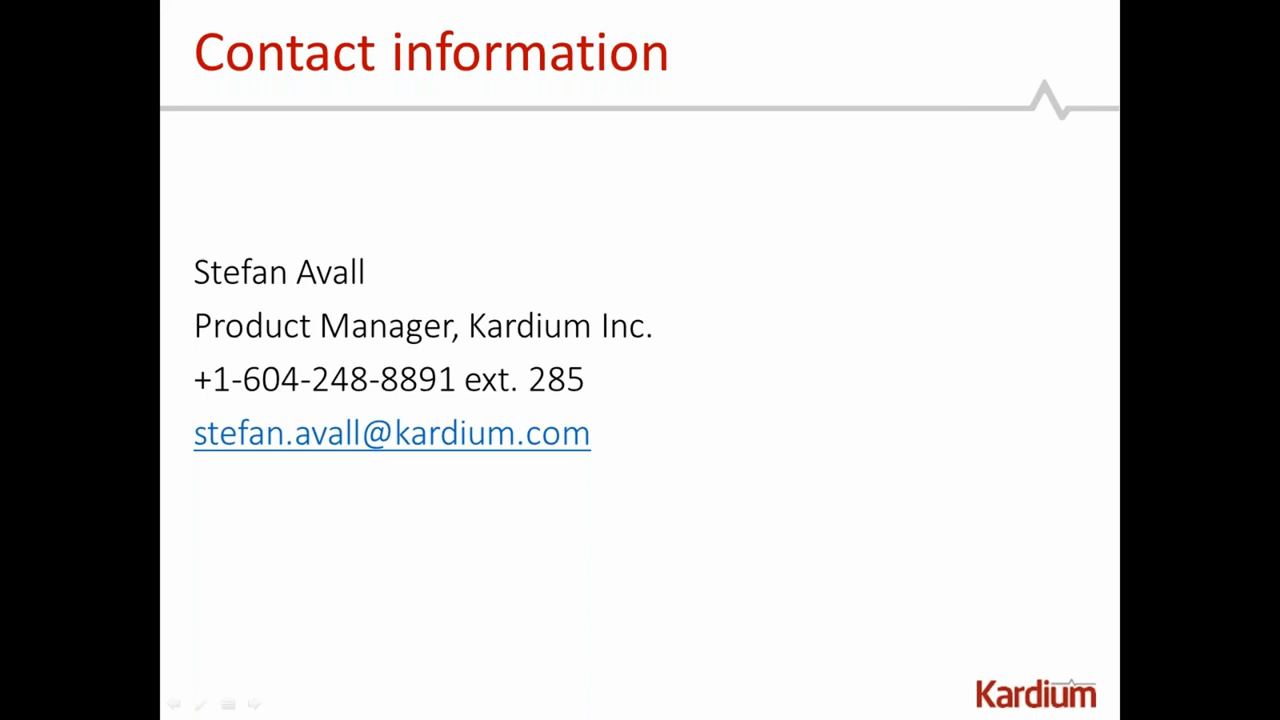 Contact information
Stefan Avall
Product Manager, Kardium Inc.
+1-604-248-8891 ext. 285
stefan.avall@kardium.com
Kardium